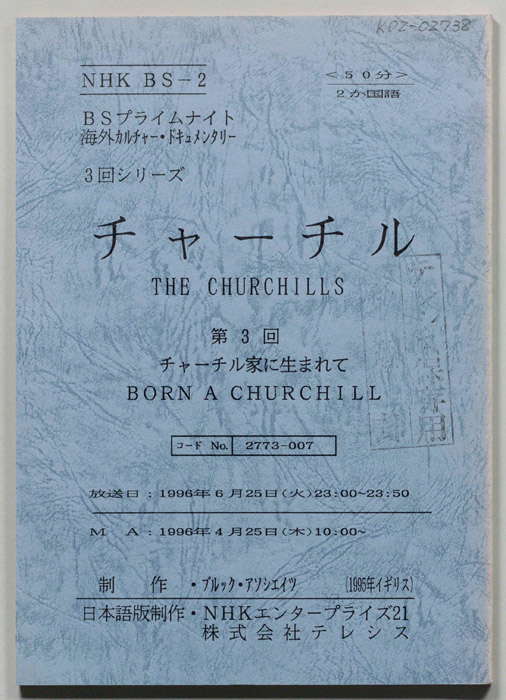 K02-02738
NHK BS-2
<50分>
2か国語
BSプライムナイト
海外カルチャー・ドキュメンタリー
3回シリーズ
チャーチル
THE CHURCHILLS
第3回
チャーチル家に生まれて
BORN A CHURCHILL
コード No. 2773-007
放送日:1996年6月25日(火)23:00~23:50
M A:1996年4月25日(木)10:00~
制 作・ブルック・アソシエイツ (1995年イギリス)
日本語版制作・NHKエンタープライズ21
株式会社テレシス